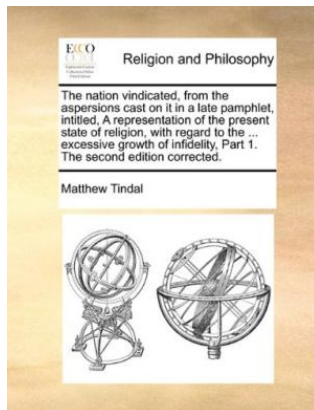 ECCO
Religion and Philosophy
The nation vindicated, from the
aspersions cast on it in a late pamphlet,
intitled, A representation of the present
state of religion, with regard to the ...
excessive growth of infidelity, Part 1.
The second edition corrected.
Matthew Tindal